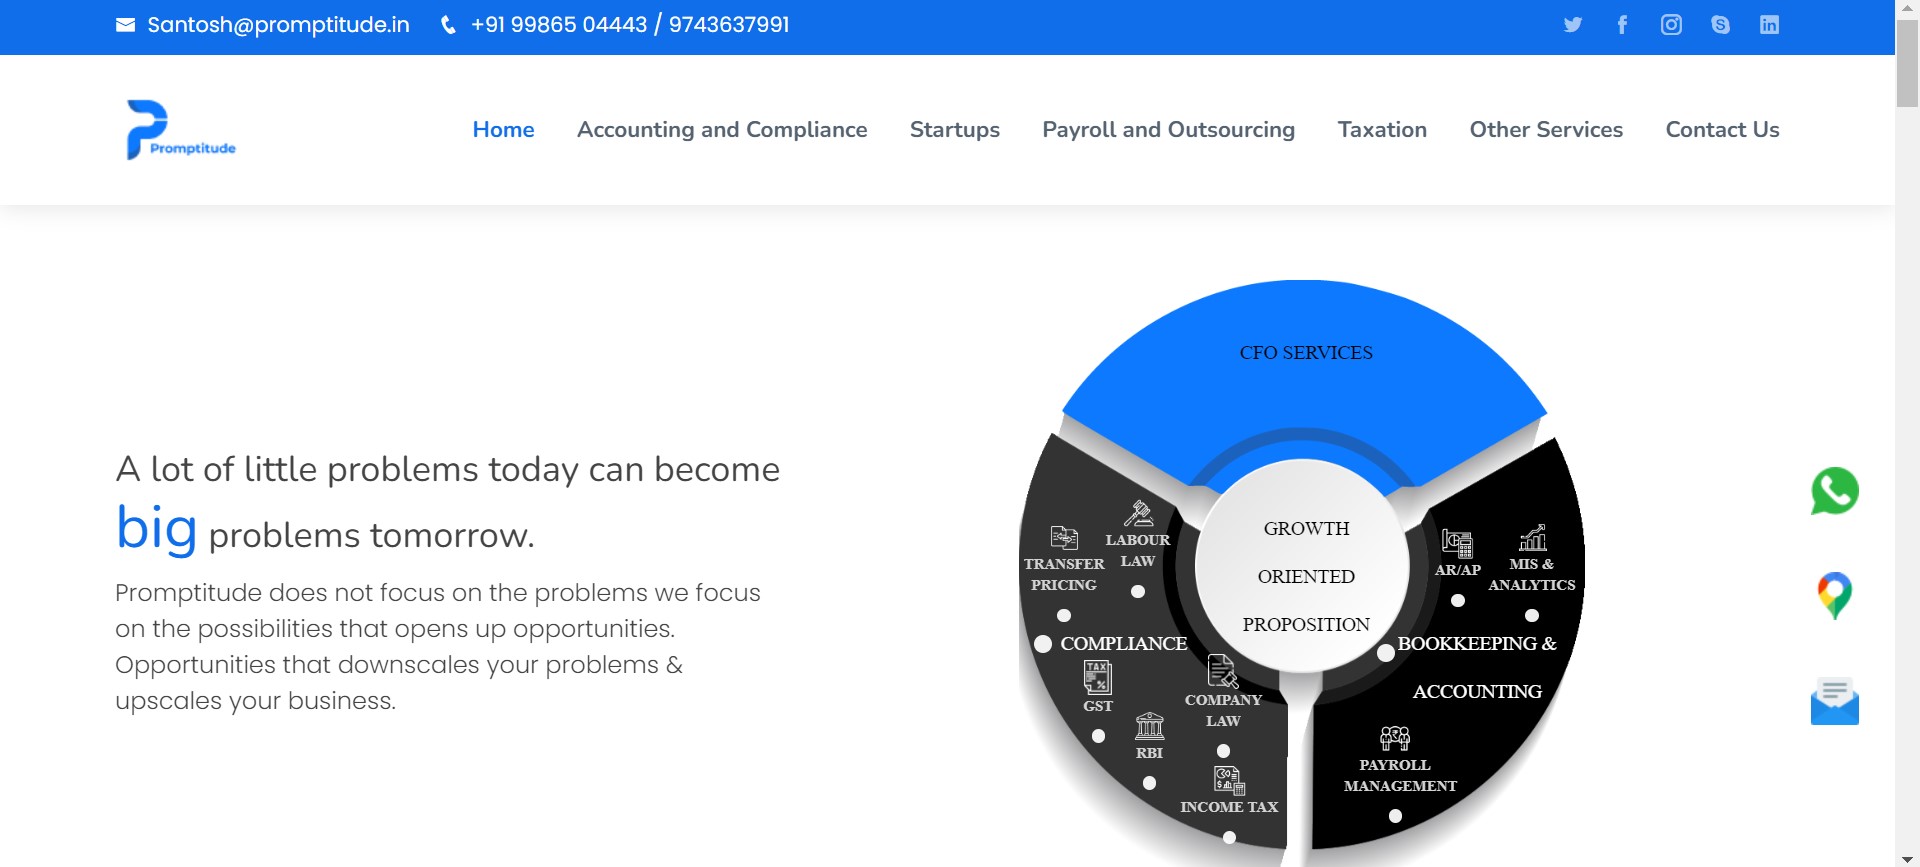 Santosh@promptitude.in
+91 99865 04443 / 9743637991
Promptitude
Home
Accounting and Compliance
Startups
Payroll and Outsourcing
Taxation
Other Services
Contact Us
A lot of little problems today can become
big problems tomorrow.
Promptitude does not focus on the problems we focus
on the possibilities that opens up opportunities.
Opportunities that downscales your problems &
upscales your business.
CFO SERVICES
GROWTH
ORIENTED
PROPOSITION
LABOUR
LAW
TRANSFER
PRICING
COMPLIANCE
TAX
GST
COMPANY
LAW
RBI
INCOME TAX
AR/AP
MIS &
ANALYTICS
BOOKKEEPING &
ACCOUNTING
PAYROLL
MANAGEMENT